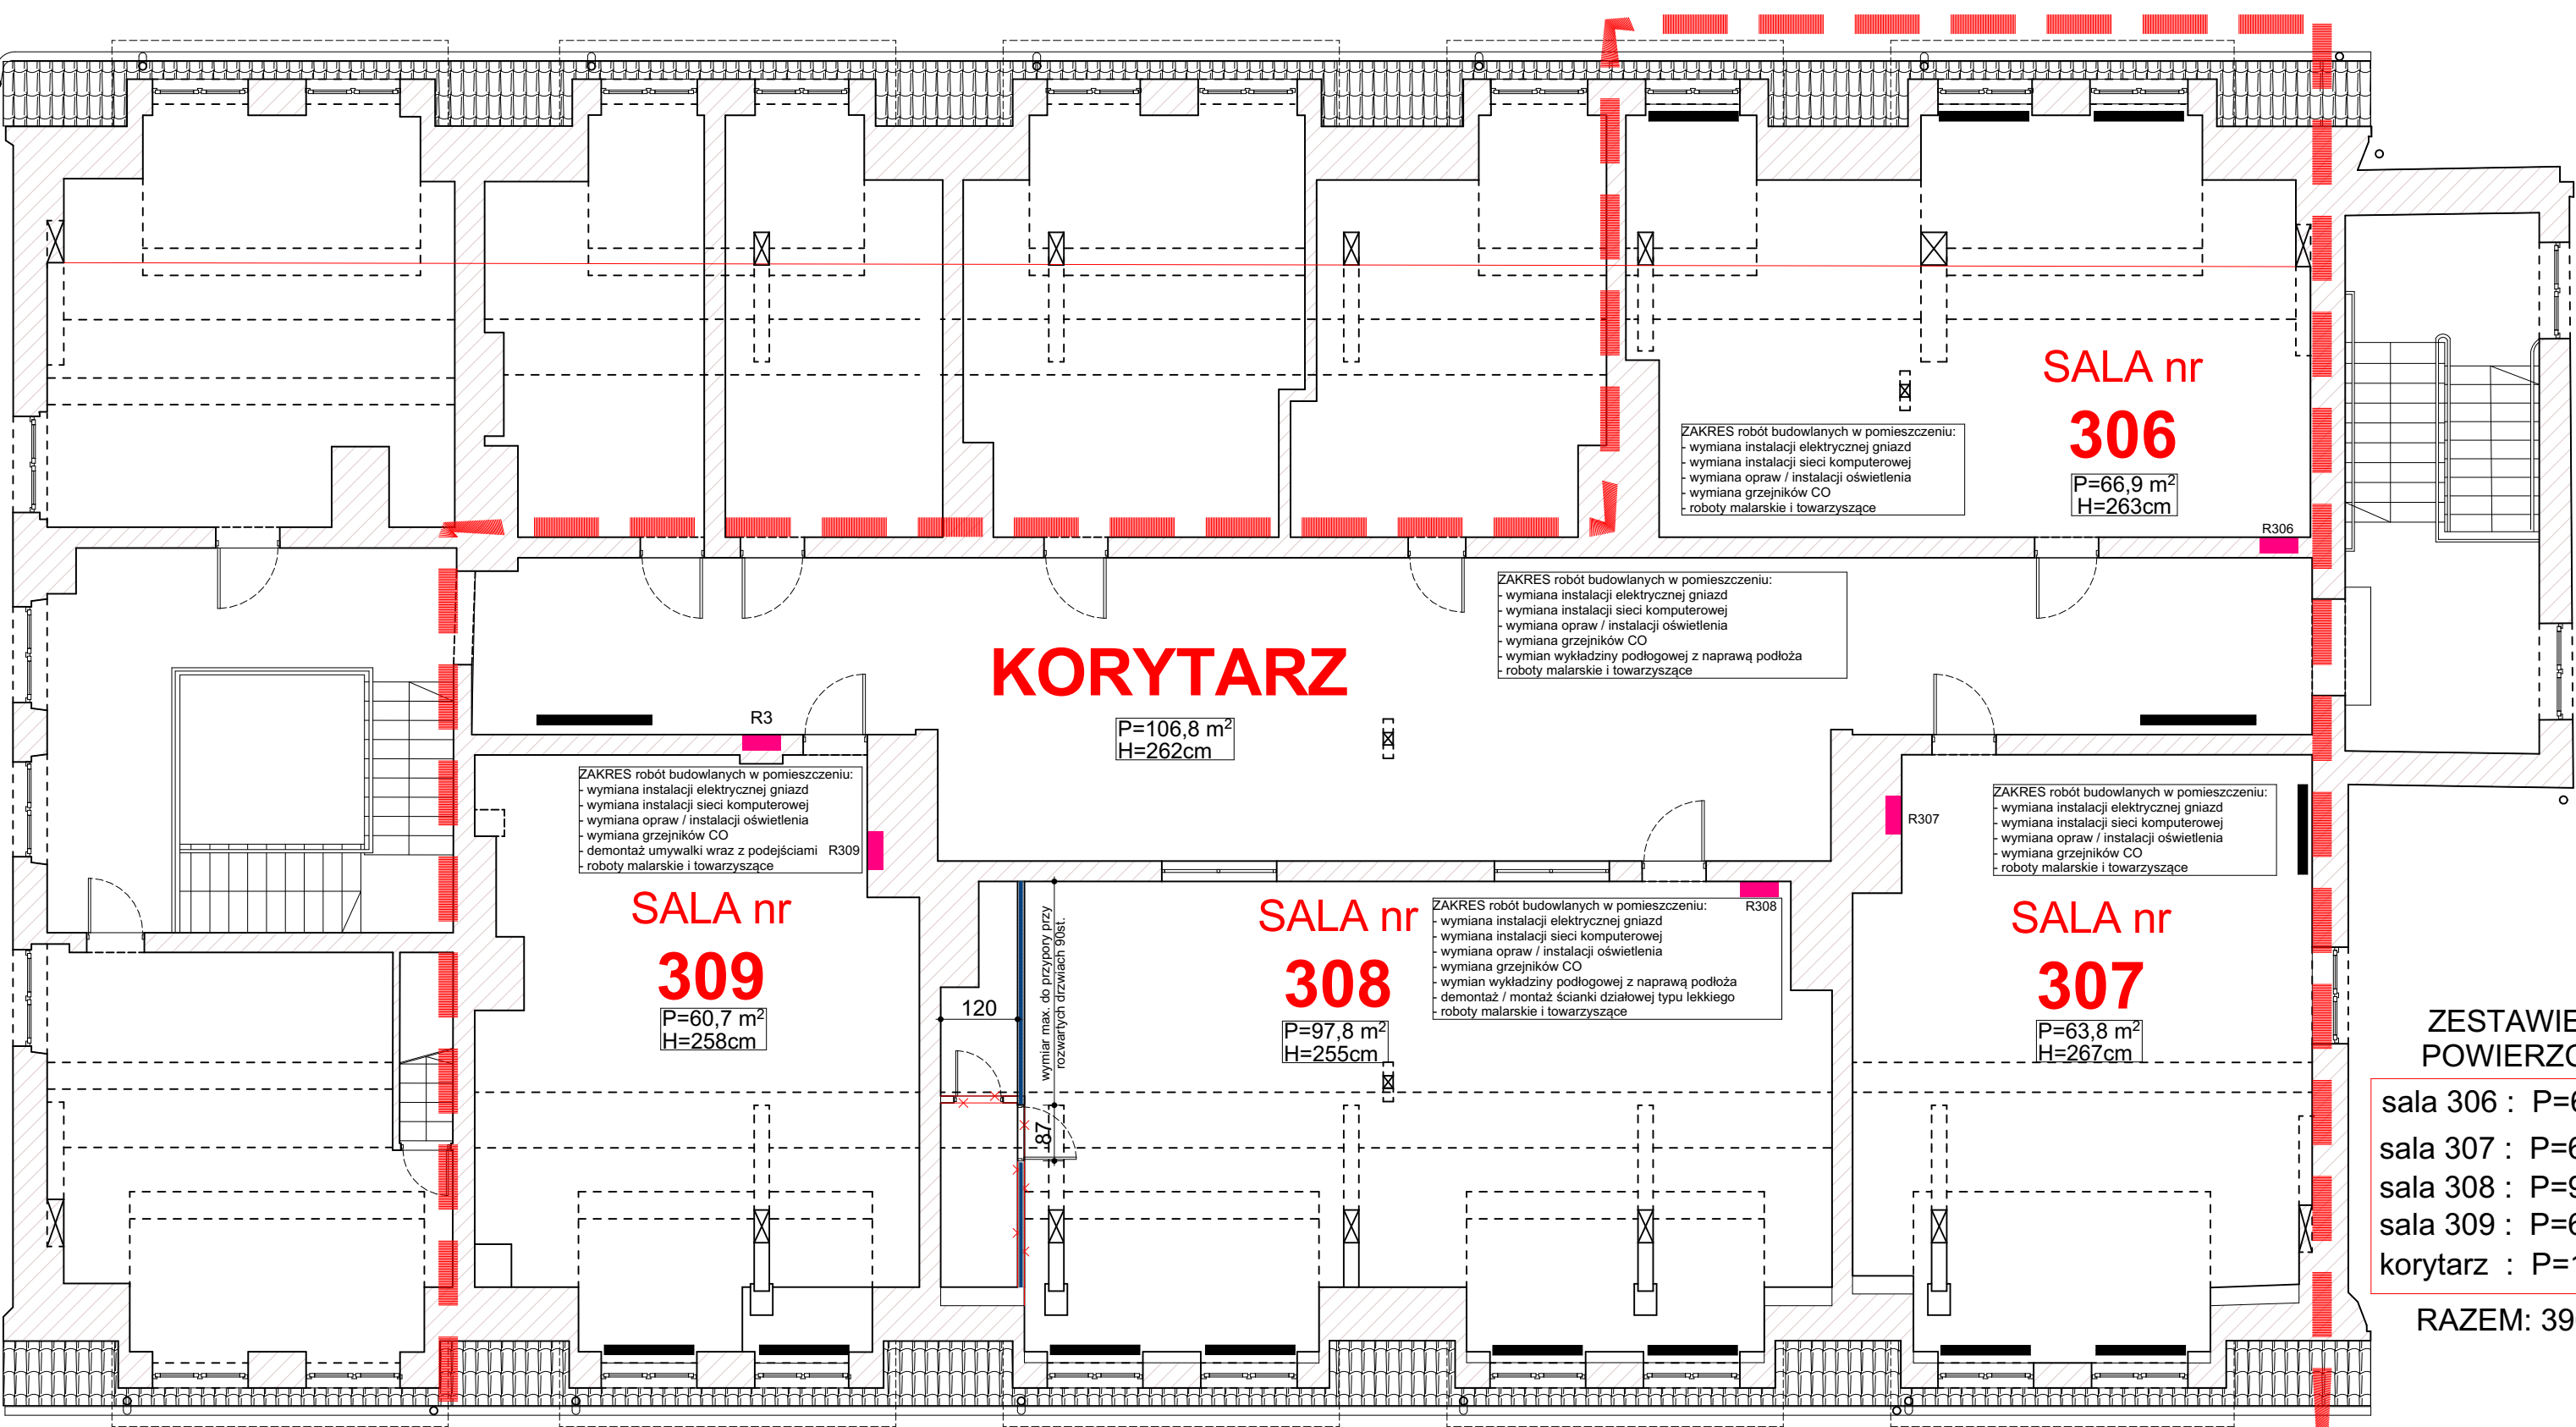 SALA nr
306
P=66,9 m²
H=263cm
ZAKRES robót budowlanych w pomieszczeniu:
- wymiana instalacji elektrycznej gniazd
- wymiana instalacji sieci komputerowej
- wymiana opraw / instalacji oświetlenia
- wymiana grzejników CO
- roboty malarskie i towarzyszące
R306
ZAKRES robót budowlanych w pomieszczeniu:
- wymiana instalacji elektrycznej gniazd
- wymiana instalacji sieci komputerowej
- wymiana opraw / instalacji oświetlenia
- wymiana grzejników CO
- wymian wykładziny podłogowej z naprawą podłoża
- roboty malarskie i towarzyszące
KORYTARZ
P=106,8 m²
H=262cm
R3
ZAKRES robót budowlanych w pomieszczeniu:
- wymiana instalacji elektrycznej gniazd
- wymiana instalacji sieci komputerowej
- wymiana opraw / instalacji oświetlenia
- wymiana grzejników CO
- demontaż umywalki wraz z podejściami
- roboty malarskie i towarzyszące
R309
SALA nr
309
P=60,7 m²
H=258cm
120
wymiar max. do przypory przy
rozwartych drzwiach 90st.
87
SALA nr
308
P=97,8 m²
H=255cm
ZAKRES robót budowlanych w pomieszczeniu:
- wymiana instalacji elektrycznej gniazd
- wymiana instalacji sieci komputerowej
- wymiana opraw / instalacji oświetlenia
- wymiana grzejników CO
- wymian wykładziny podłogowej z naprawą podłoża
- demontaż / montaż ścianki działowej typu lekkiego
- roboty malarskie i towarzyszące
R308
R307
ZAKRES robót budowlanych w pomieszczeniu:
- wymiana instalacji elektrycznej gniazd
- wymiana instalacji sieci komputerowej
- wymiana opraw / instalacji oświetlenia
- wymiana grzejników CO
- roboty malarskie i towarzyszące
SALA nr
307
P=63,8 m²
H=267cm
ZESTAWIE
POWIERZC
sala 306 : P=6
sala 307 : P=6
sala 308 : P=9
sala 309 : P=6
korytarz : P=1
RAZEM: 39